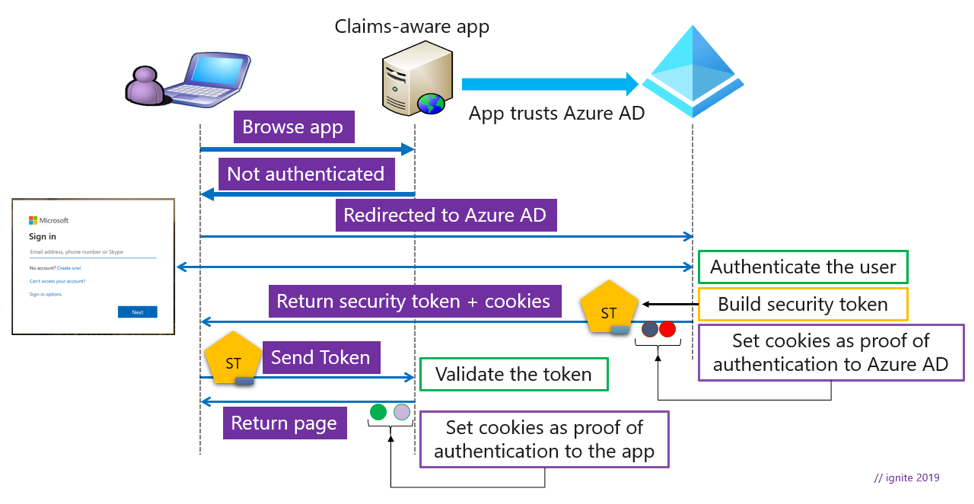 Claims-aware app
App trusts Azure AD
Browse app
Not authenticated
Redirected to Azure AD
Microsoft
Sign in
Email address, phone number or Skype
No account? Create one!
Can't access your account?
Sign-in options
Next
Authenticate the user
Return security token + cookies
ST
Build security token
Set cookies as proof of
authentication to Azure AD
ST
Send Token
Validate the token
Return page
Set cookies as proof of
authentication to the app
// ignite 2019